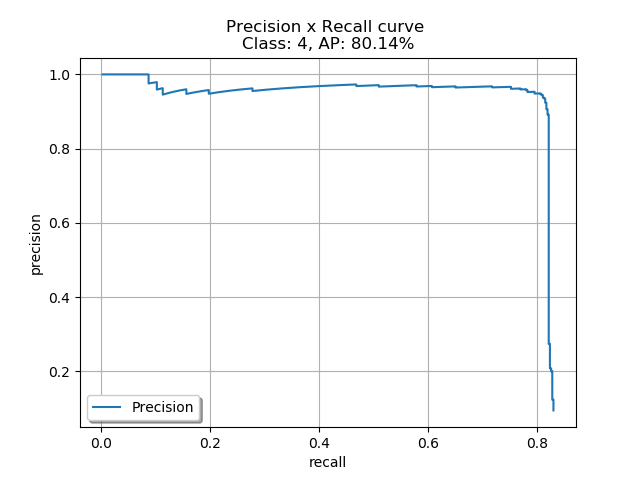 Precision x Recall curve
Class: 4, AP: 80.14%
1.0
0.8
0.6
0.4
0.2
precision
Precision
0.0 0.2 0.4 0.6 0.8
recall